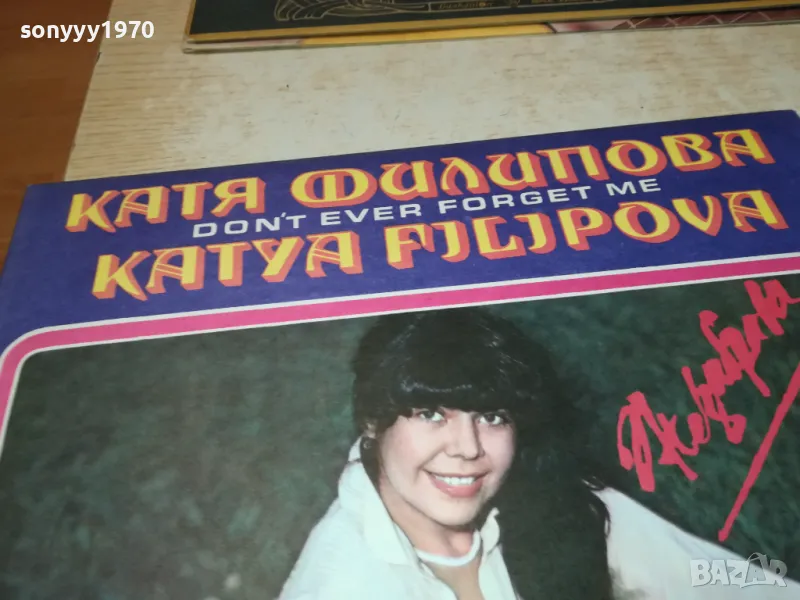 sonyyy1970
КАТЯ ФИЛИПОВА
DON'T EVER FORGET ME
KATYA FILIPOVA
BAZAR